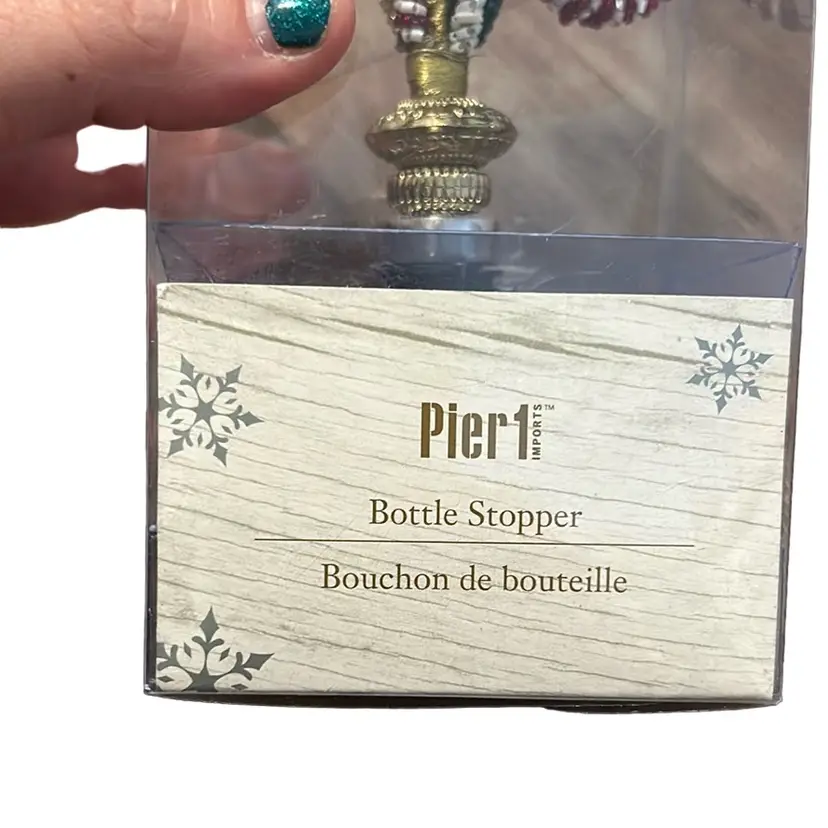 Pier1 IMPORTS™
Bottle Stopper
Bouchon de bouteille